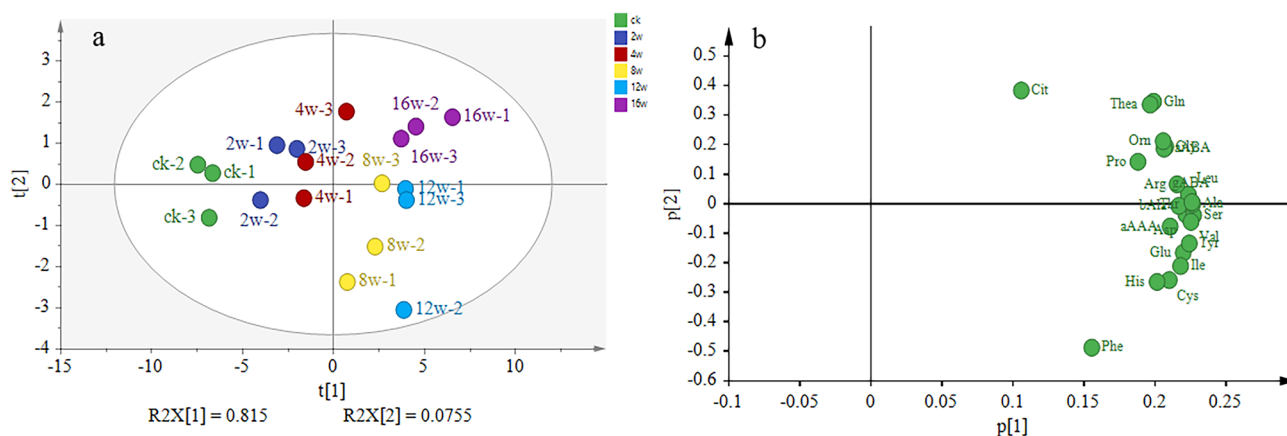 a
ck
2w
4w
8w
12w
16w
3
2
1
0
-1
-2
-3
-4
t[2]
4w-3
16w-2
16w-1
16w-3
2w-1
2w-3
4w-2
ck-2
ck-1
8w-3
12w-1
12w-3
4w-1
2w-2
ck-3
8w-2
8w-1
12w-2
-15
-10
-5
0
5
10
t[1]
R2X[1] = 0.815
R2X[2] = 0.0755
b
0.5
0.4
0.3
0.2
0.1
0
-0.1
-0.2
-0.3
-0.4
-0.5
-0.6
p[2]
Cit
Thea
Gln
Orn
Pro
Arg
gABA
Leu
Ala
Ser
aAAA
Val
Tyr
Glu
Ile
His
Cys
Phe
-0.1
-0.05
0
0.05
0.1
0.15
0.2
0.25
p[1]